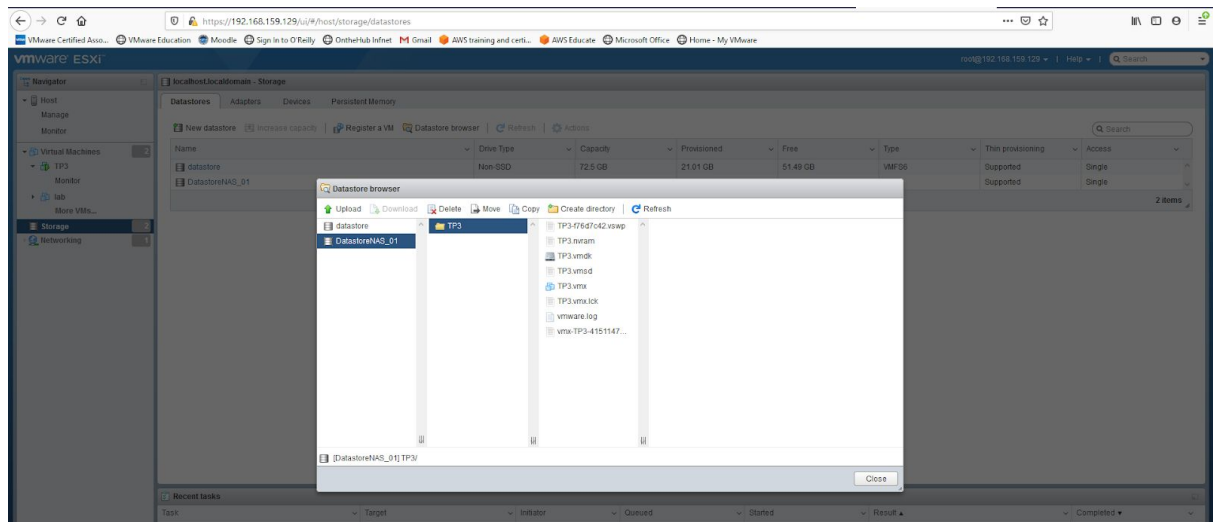 https://192.168.159.129/ui/#/host/storage/datastores
VMware Certified Asso... VMware Education Moodle Sign In to O'Reilly OntheHub Infnet Gmail AWS training and certi... AWS Educate Microsoft Office Home - My VMware
vmware ESXi root@192.168.159.129 Help Search
Navigator
Host
Manage
Monitor
Virtual Machines 2
TP3
Monitor
lab
More VMs...
Storage 2
Networking 1
localhost.localdomain - Storage
Datastores Adapters Devices Persistent Memory
New datastore Increase capacity Register a VM Datastore browser Refresh Actions Search
Name Drive Type Capacity Provisioned Free Type Thin provisioning Access
datastore Non-SSD 72.5 GB 21.01 GB 51.49 GB VMFS6 Supported Single
DatastoreNAS_01 Supported Single
2 items
Datastore browser
Upload Download Delete Move Copy Create directory Refresh
datastore
DatastoreNAS_01
TP3
TP3-f76d7c42.vswp
TP3.nvram
TP3.vmdk
TP3.vmsd
TP3.vmx
TP3.vmx.lck
vmware.log
vmx-TP3-4151147...
[DatastoreNAS_01] TP3/
Close
Recent tasks
Task Target Initiator Queued Started Result Completed